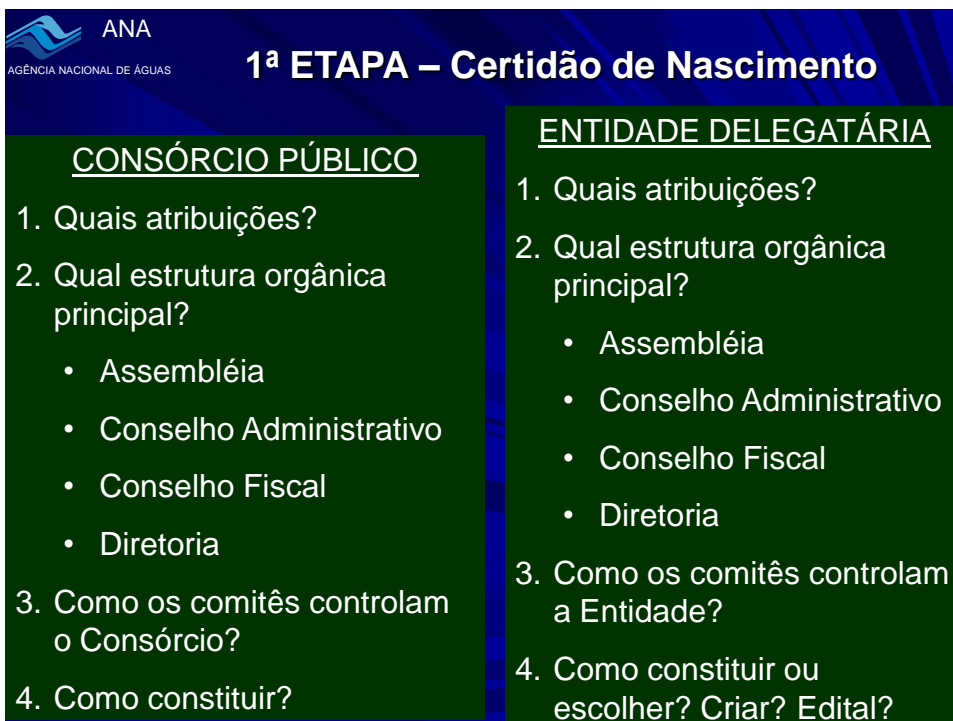 ANA
AGÊNCIA NACIONAL DE ÁGUAS
1ª ETAPA – Certidão de Nascimento
CONSÓRCIO PÚBLICO
1. Quais atribuições?
2. Qual estrutura orgânica
principal?
• Assembléia
• Conselho Administrativo
• Conselho Fiscal
• Diretoria
3. Como os comitês controlam
o Consórcio?
4. Como constituir?
ENTIDADE DELEGATÁRIA
1. Quais atribuições?
2. Qual estrutura orgânica
principal?
• Assembléia
• Conselho Administrativo
• Conselho Fiscal
• Diretoria
3. Como os comitês controlam
a Entidade?
4. Como constituir ou
escolher? Criar? Edital?